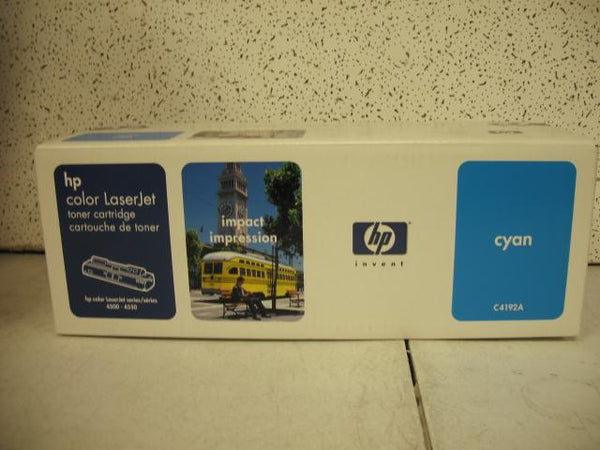 hp
color LaserJet
toner cartridge
cartouche de toner
hp color LaserJet series/séries
4500 · 4550
impact
impression
hp
invent
cyan
C4192A